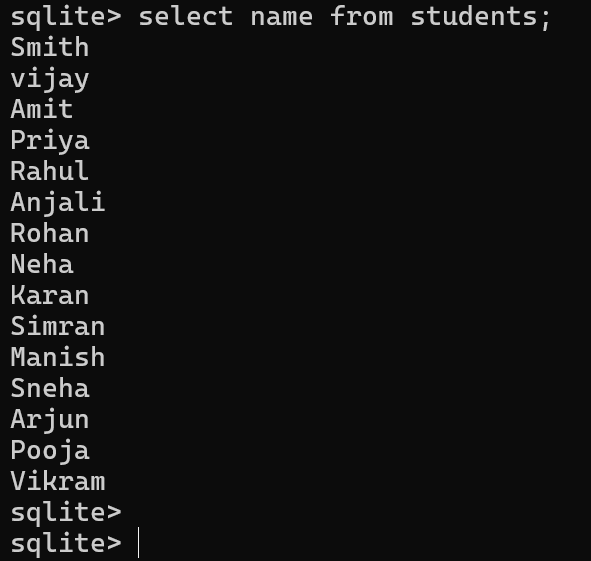 sqlite> select name from students;
Smith
vijay
Amit
Priya
Rahul
Anjali
Rohan
Neha
Karan
Simran
Manish
Sneha
Arjun
Pooja
Vikram
sqlite>
sqlite>